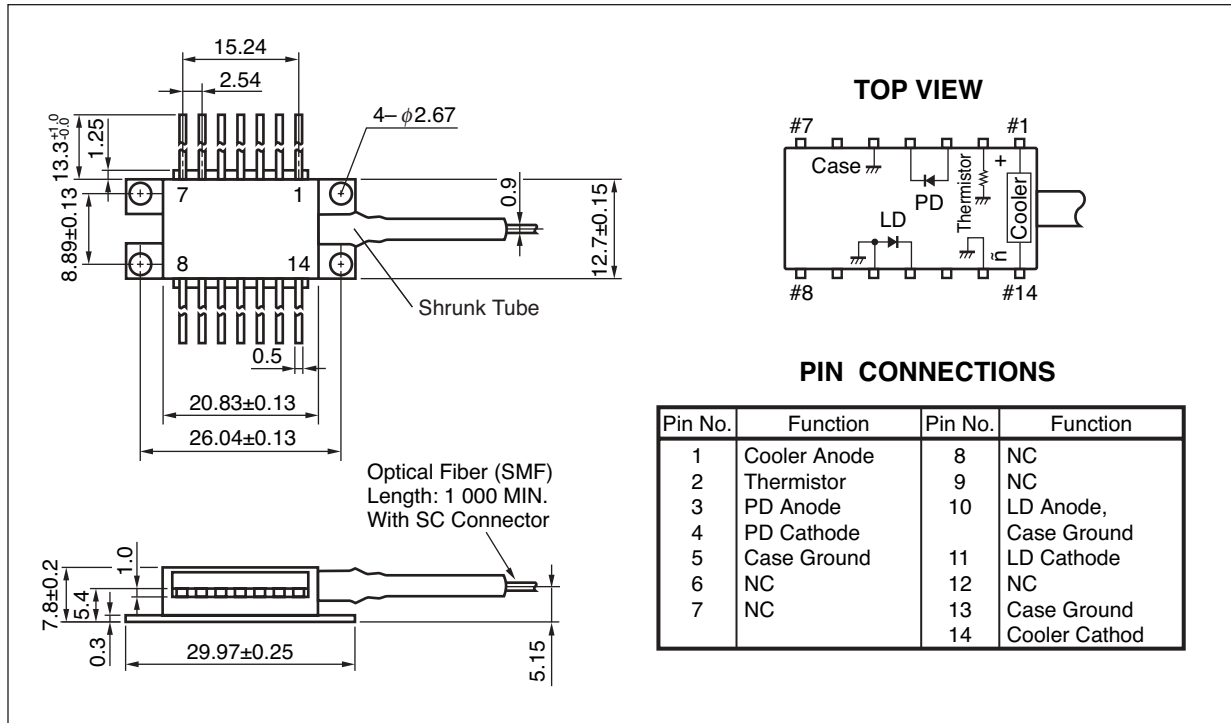 15.24
2.54
4–ϕ2.67
13.3+1.0-0.0
1.25
7
1
0.9
8.89±0.13
12.7±0.15
8
14
Shrunk Tube
0.5
20.83±0.13
26.04±0.13
Optical Fiber (SMF)
Length: 1 000 MIN.
With SC Connector
7.8±0.2
5.4
1.0
0.3
29.97±0.25
5.15
TOP VIEW
#7
#1
Case
PD
Thermistor
+
Cooler
LD
ñ
#8
#14
PIN CONNECTIONS
Pin No. Function Pin No. Function
1 Cooler Anode 8 NC
2 Thermistor 9 NC
3 PD Anode 10 LD Anode,
4 PD Cathode Case Ground
5 Case Ground 11 LD Cathode
6 NC 12 NC
7 NC 13 Case Ground
14 Cooler Cathod